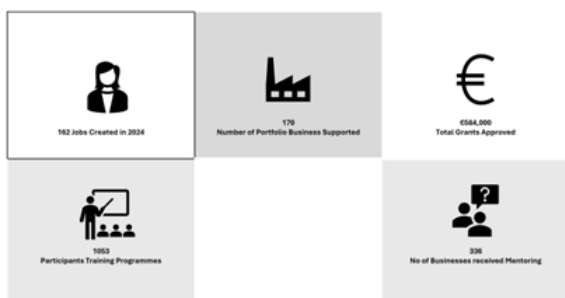 162 Jobs Created in 2024
170
Number of Portfolio Business Supported
€584,000
Total Grants Approved
1053
Participants Training Programmes
?
336
No of Businesses received Mentoring